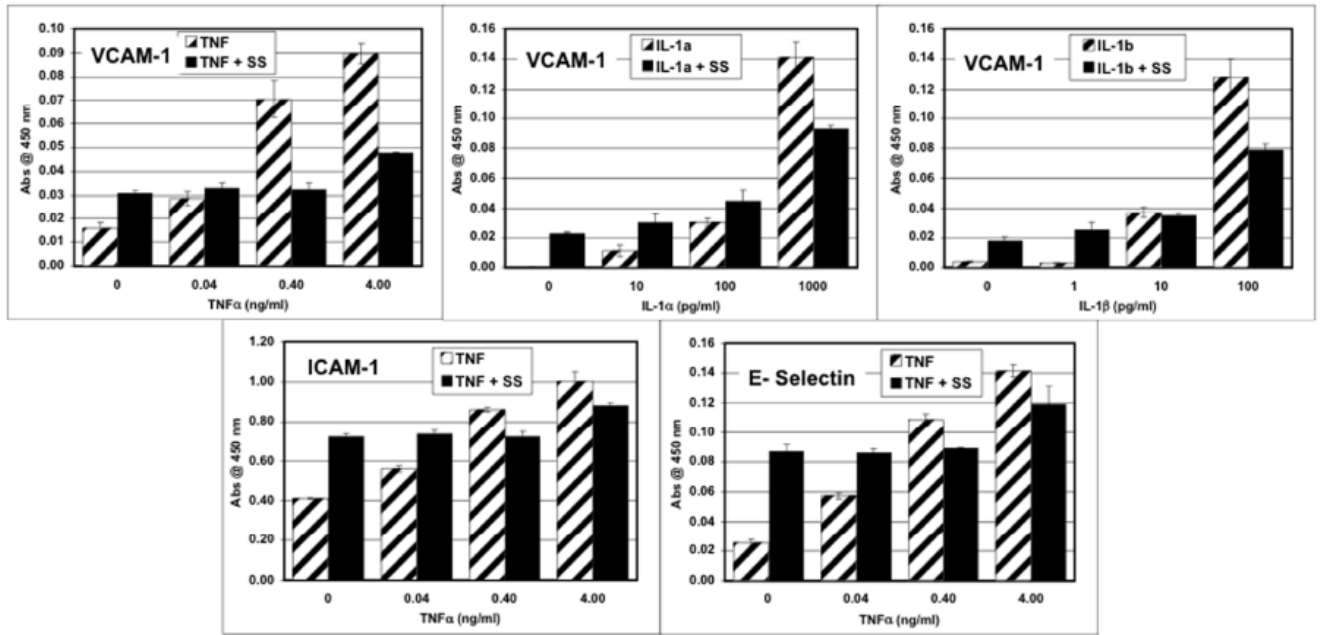 VCAM-1
TNF
TNF + SS
0.10
0.09
0.08
0.07
0.06
0.05
0.04
0.03
0.02
0.01
0.00
Abs @ 450 nm
0 0.04 0.40 4.00
TNFα (ng/ml)
VCAM-1
IL-1a
IL-1a + SS
0.16
0.14
0.12
0.10
0.08
0.06
0.04
0.02
0.00
Abs @ 450 nm
0 10 100 1000
IL-1α (pg/ml)
VCAM-1
IL-1b
IL-1b + SS
0.16
0.14
0.12
0.10
0.08
0.06
0.04
0.02
0.00
Abs @ 450 nm
0 1 10 100
IL-1β (pg/ml)
ICAM-1
TNF
TNF + SS
1.20
1.00
0.80
0.60
0.40
0.20
0.00
Abs @ 450 nm
0 0.04 0.40 4.00
TNFα (ng/ml)
E- Selectin
TNF
TNF + SS
0.16
0.14
0.12
0.10
0.08
0.06
0.04
0.02
0.00
Abs @ 450 nm
0 0.04 0.40 4.00
TNFα (ng/ml)